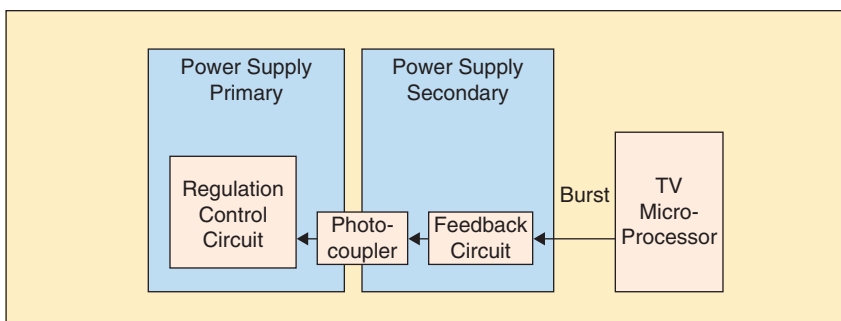 Power Supply
Primary
Power Supply
Secondary
Regulation
Control
Circuit
Photo-
coupler
Feedback
Circuit
Burst
TV
Micro-
Processor